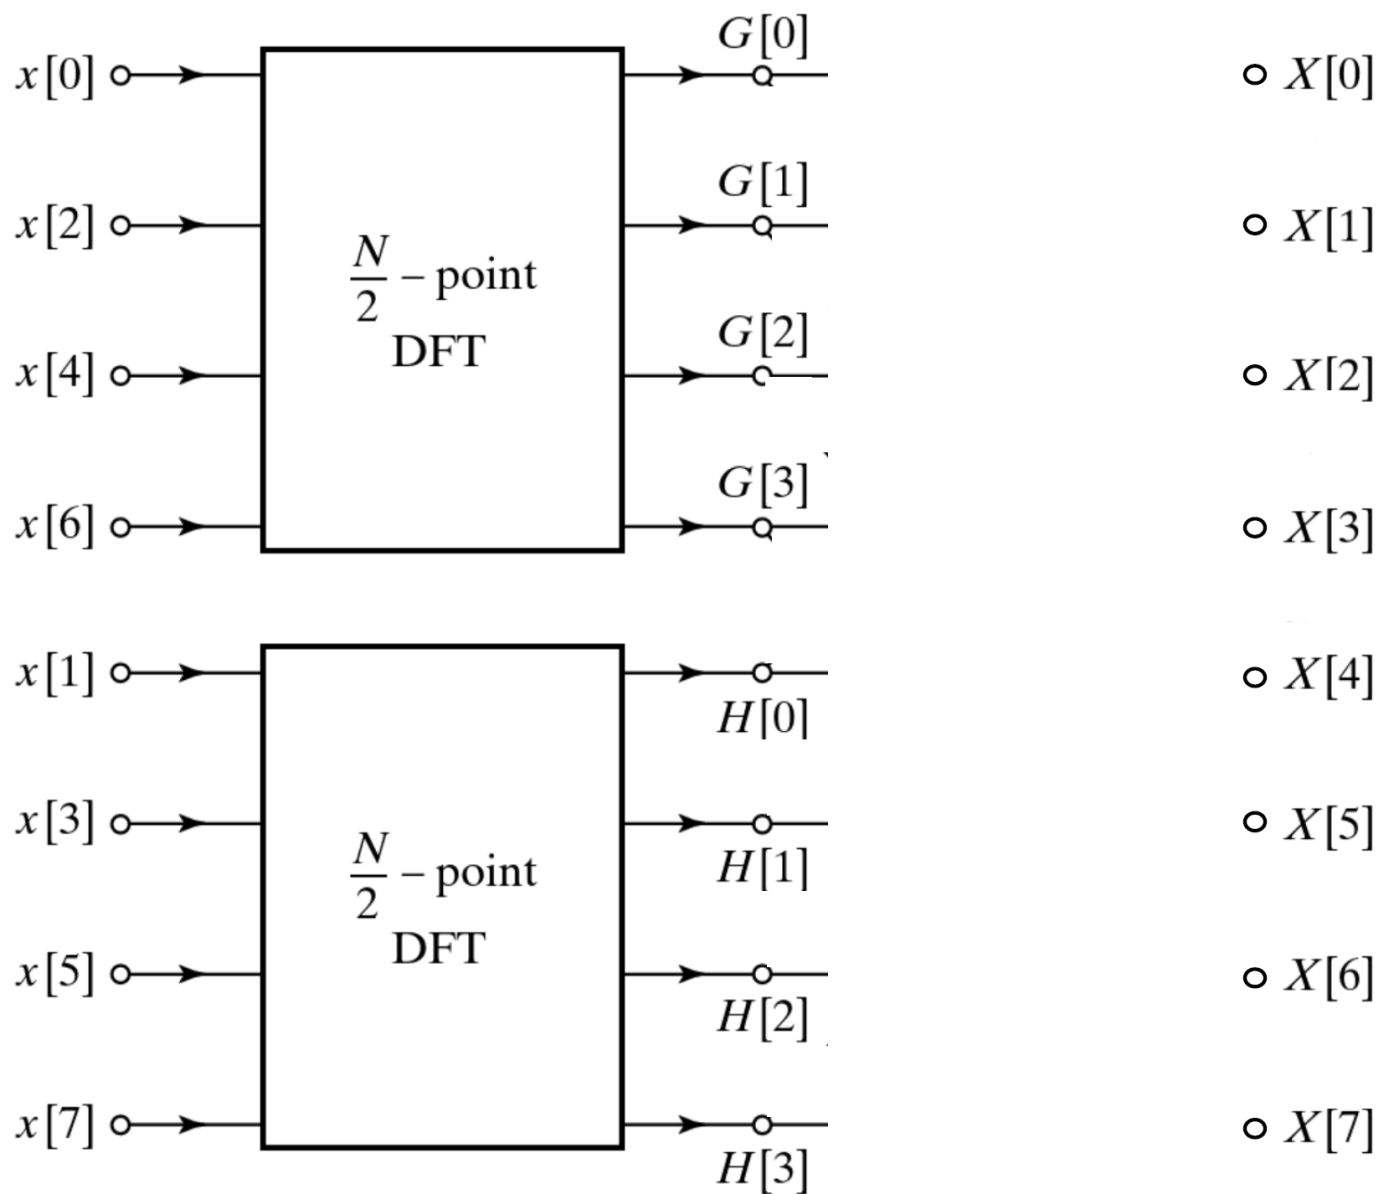 G[0]
x[0]
X[0]
G[1]
x[2]
X[1]
N/2 – point
DFT
G[2]
x[4]
X[2]
G[3]
x[6]
X[3]
x[1]
X[4]
H[0]
x[3]
X[5]
N/2 – point
DFT
H[1]
x[5]
X[6]
H[2]
x[7]
X[7]
H[3]